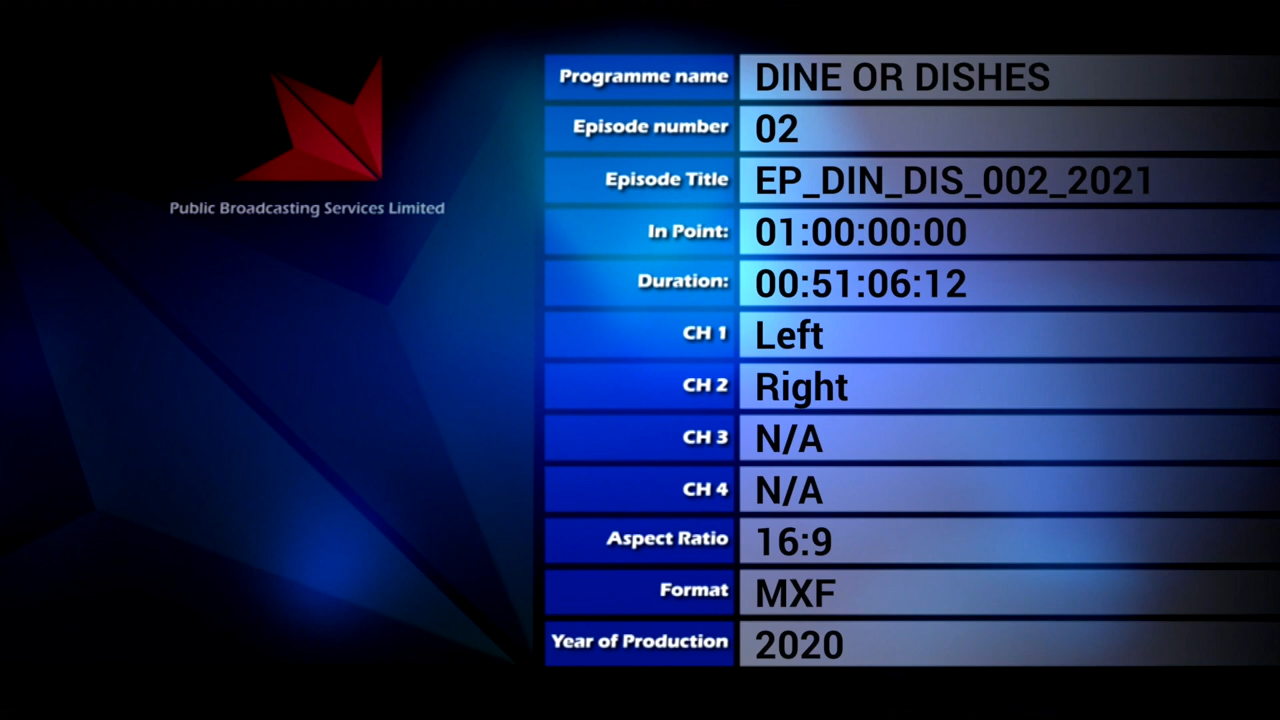 Public Broadcasting Services Limited
Programme name DINE OR DISHES
Episode number 02
Episode Title EP_DIN_DIS_002_2021
In Point: 01:00:00:00
Duration: 00:51:06:12
CH 1 Left
CH 2 Right
CH 3 N/A
CH 4 N/A
Aspect Ratio 16:9
Format MXF
Year of Production 2020